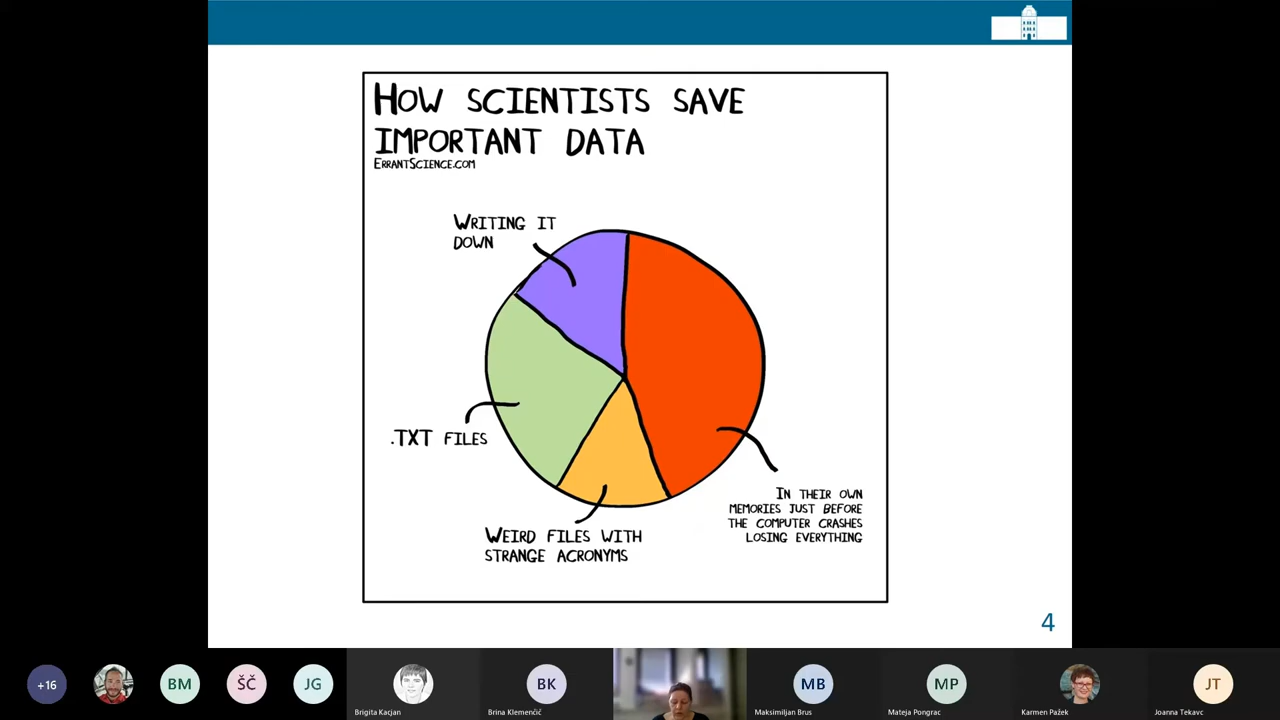 HOW SCIENTISTS SAVE
IMPORTANT DATA
ERRANTSCIENCE.COM
WRITING IT
DOWN
.TXT FILES
WEIRD FILES WITH
STRANGE ACRONYMS
IN THEIR OWN
MEMORIES JUST BEFORE
THE COMPUTER CRASHES
LOSING EVERYTHING
4
+16
BM
ŠČ
JG
Brigita Kacjan
BK
Brina Klemenčič
MB
Maksimiljan Brus
MP
Mateja Pongrac
Karmen Pažek
JT
Joanna Tekavc